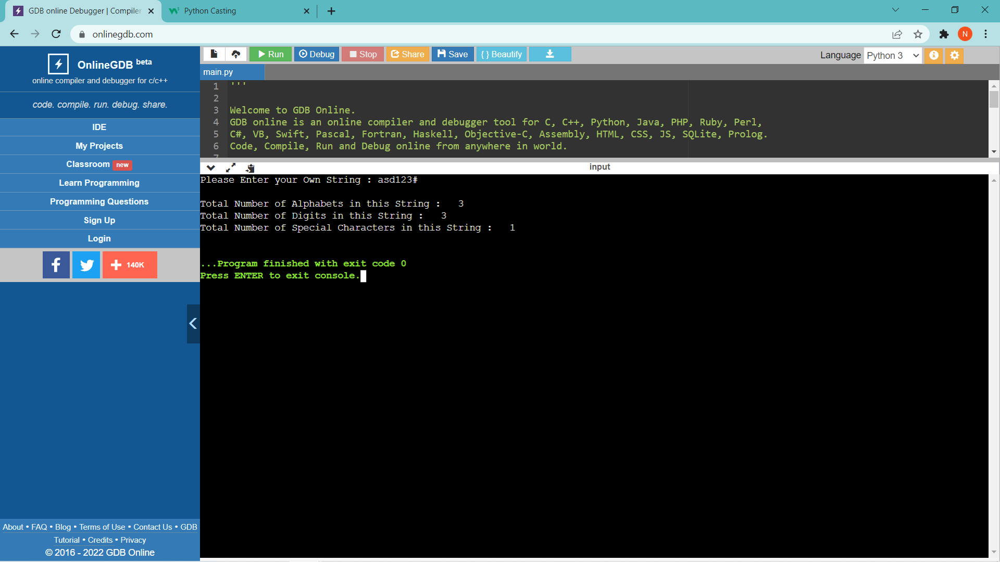 GDB online Debugger | Compiler
Python Casting
onlinegdb.com
N
OnlineGDB beta
online compiler and debugger for c/c++
code. compile. run. debug. share.
IDE
My Projects
Classroom new
Learn Programming
Programming Questions
Sign Up
Login
140K
About • FAQ • Blog • Terms of Use • Contact Us • GDB
Tutorial • Credits • Privacy
© 2016 - 2022 GDB Online
Run Debug Stop Share Save { } Beautify
Language Python 3
main.py
1 '''
2
3 Welcome to GDB Online.
4 GDB online is an online compiler and debugger tool for C, C++, Python, Java, PHP, Ruby, Perl,
5 C#, VB, Swift, Pascal, Fortran, Haskell, Objective-C, Assembly, HTML, CSS, JS, SQLite, Prolog.
6 Code, Compile, Run and Debug online from anywhere in world.
input
Please Enter your Own String : asd123#
Total Number of Alphabets in this String :   3
Total Number of Digits in this String :   3
Total Number of Special Characters in this String :   1
...Program finished with exit code 0
Press ENTER to exit console.